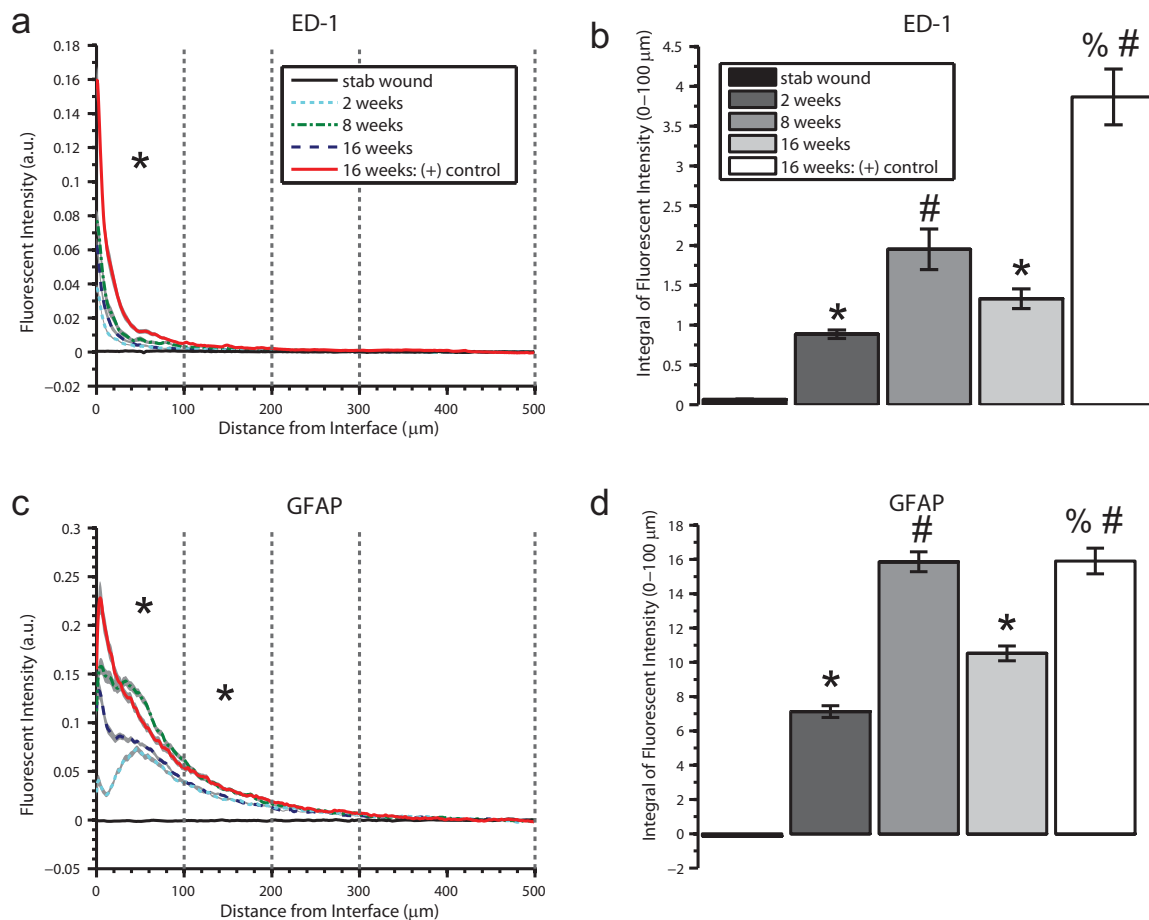 a
ED-1
Fluorescent Intensity (a.u.)
0.18
0.16
0.14
0.12
0.1
0.08
0.06
0.04
0.02
0
−0.02
stab wound
2 weeks
8 weeks
16 weeks
16 weeks: (+) control
*
0 100 200 300 400 500
Distance from Interface (μm)
b
ED-1
Integral of Fluorescent Intensity (0−100 μm)
4.5
4
3.5
3
2.5
2
1.5
1
0.5
0
stab wound
2 weeks
8 weeks
16 weeks
16 weeks: (+) control
*
#
*
% #
c
GFAP
Fluorescent Intensity (a.u.)
0.3
0.25
0.2
0.15
0.1
0.05
0
−0.05
*
*
0 100 200 300 400 500
Distance from Interface (μm)
d
GFAP
Integral of Fluorescent Intensity (0−100 μm)
18
16
14
12
10
8
6
4
2
0
−2
*
#
*
% #